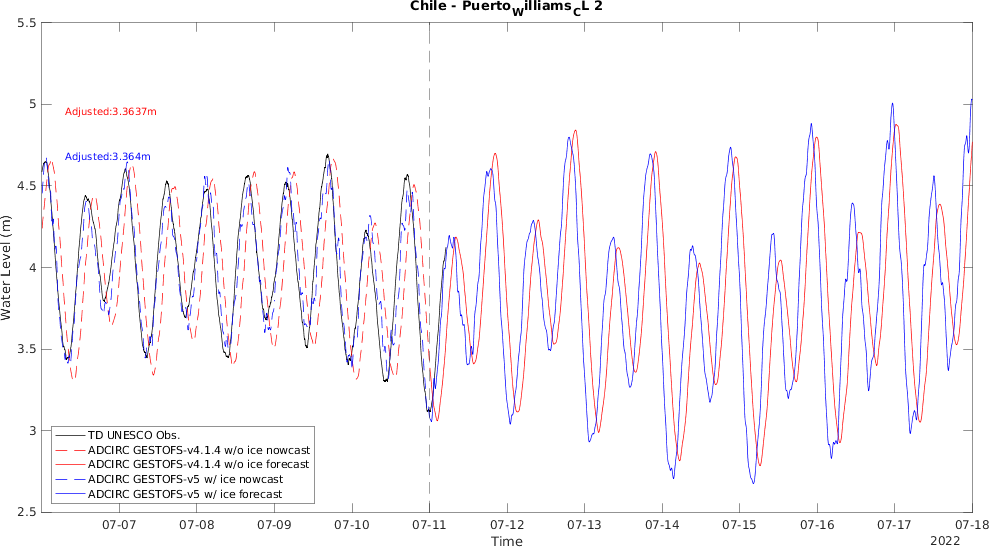 Chile - PuertoWilliamsCL 2
5.5
5
4.5
4
3.5
3
2.5
Water Level (m)
Adjusted:3.3637m
Adjusted:3.364m
TD UNESCO Obs.
ADCIRC GESTOFS-v4.1.4 w/o ice nowcast
ADCIRC GESTOFS-v4.1.4 w/o ice forecast
ADCIRC GESTOFS-v5 w/ ice nowcast
ADCIRC GESTOFS-v5 w/ ice forecast
07-07 07-08 07-09 07-10 07-11 07-12 07-13 07-14 07-15 07-16 07-17 07-18
Time
2022